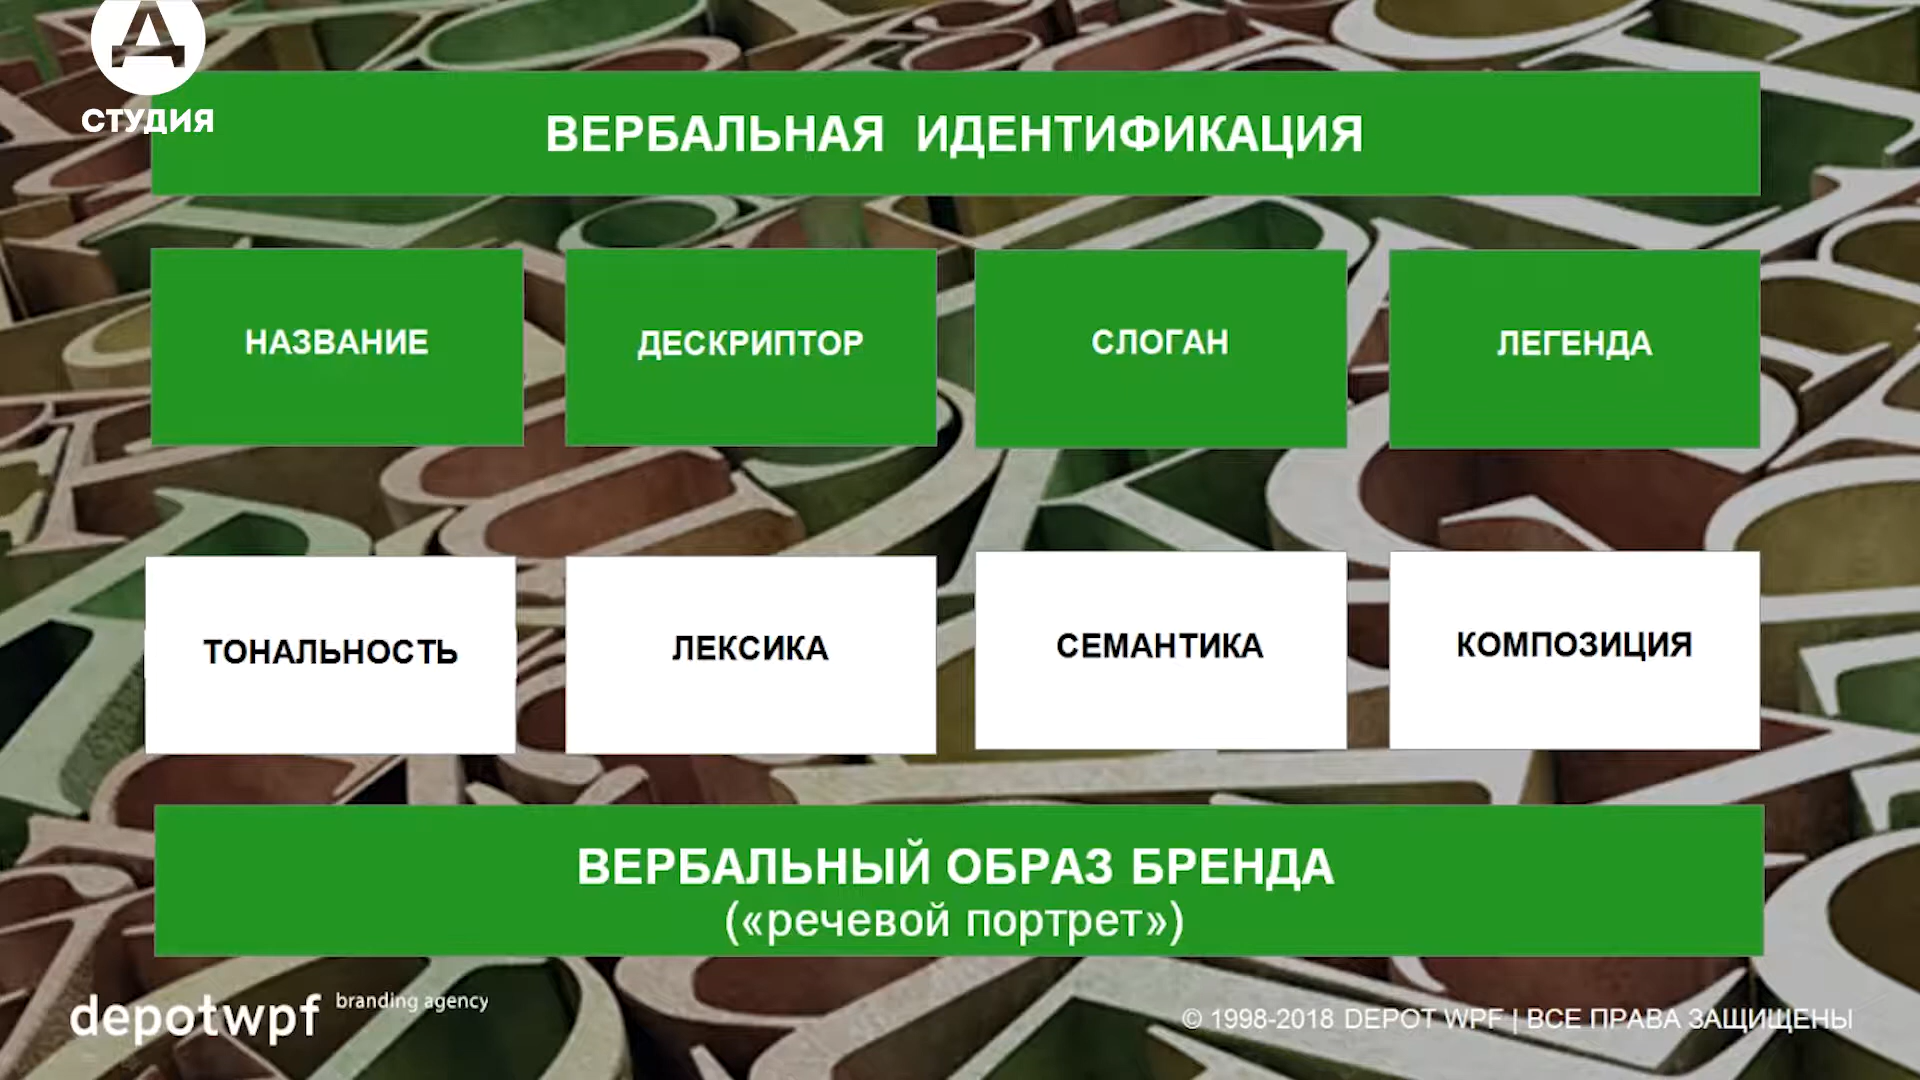 Д
СТУДИЯ
ВЕРБАЛЬНАЯ ИДЕНТИФИКАЦИЯ
НАЗВАНИЕ
ДЕСКРИПТОР
СЛОГАН
ЛЕГЕНДА
ТОНАЛЬНОСТЬ
ЛЕКСИКА
СЕМАНТИКА
КОМПОЗИЦИЯ
ВЕРБАЛЬНЫЙ ОБРАЗ БРЕНДА
(«речевой портрет»)
depotwpf branding agency
© 1998-2018 DEPOT WPF | ВСЕ ПРАВА ЗАЩИЩЕНЫ